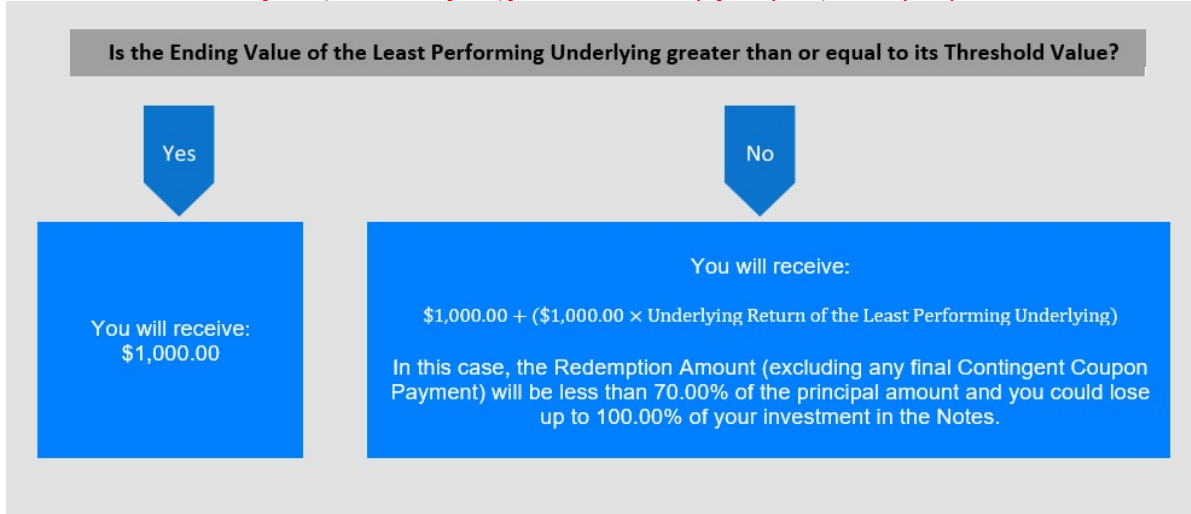 Is the Ending Value of the Least Performing Underlying greater than or equal to its Threshold Value?
Yes
No
You will receive:
$1,000.00
You will receive:
$1,000.00 + ($1,000.00 × Underlying Return of the Least Performing Underlying)
In this case, the Redemption Amount (excluding any final Contingent Coupon
Payment) will be less than 70.00% of the principal amount and you could lose
up to 100.00% of your investment in the Notes.